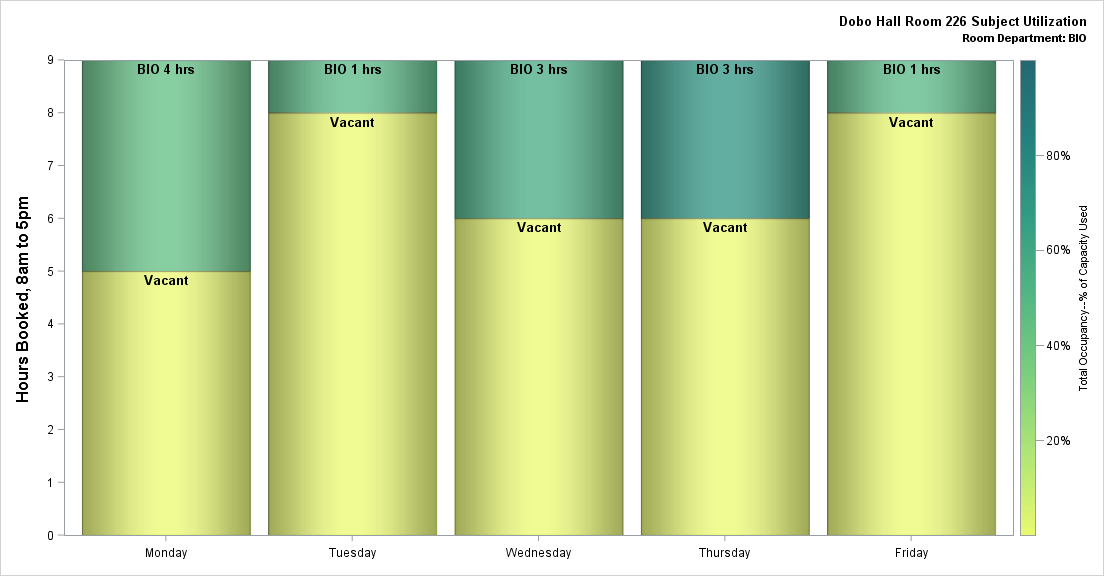 Dobo Hall Room 226 Subject Utilization
Room Department: BIO
Hours Booked, 8am to 5pm
9
8
7
6
5
4
3
2
1
0
BIO 4 hrs
Vacant
BIO 1 hrs
Vacant
BIO 3 hrs
Vacant
BIO 3 hrs
Vacant
BIO 1 hrs
Vacant
Monday
Tuesday
Wednesday
Thursday
Friday
80%
60%
40%
20%
Total Occupancy--% of Capacity Used